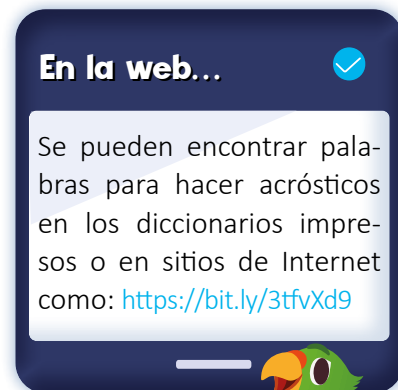 En la web...
Se pueden encontrar pala-
bras para hacer acrósticos
en los diccionarios impre-
sos o en sitios de Internet
como: https://bit.ly/3tfvXd9